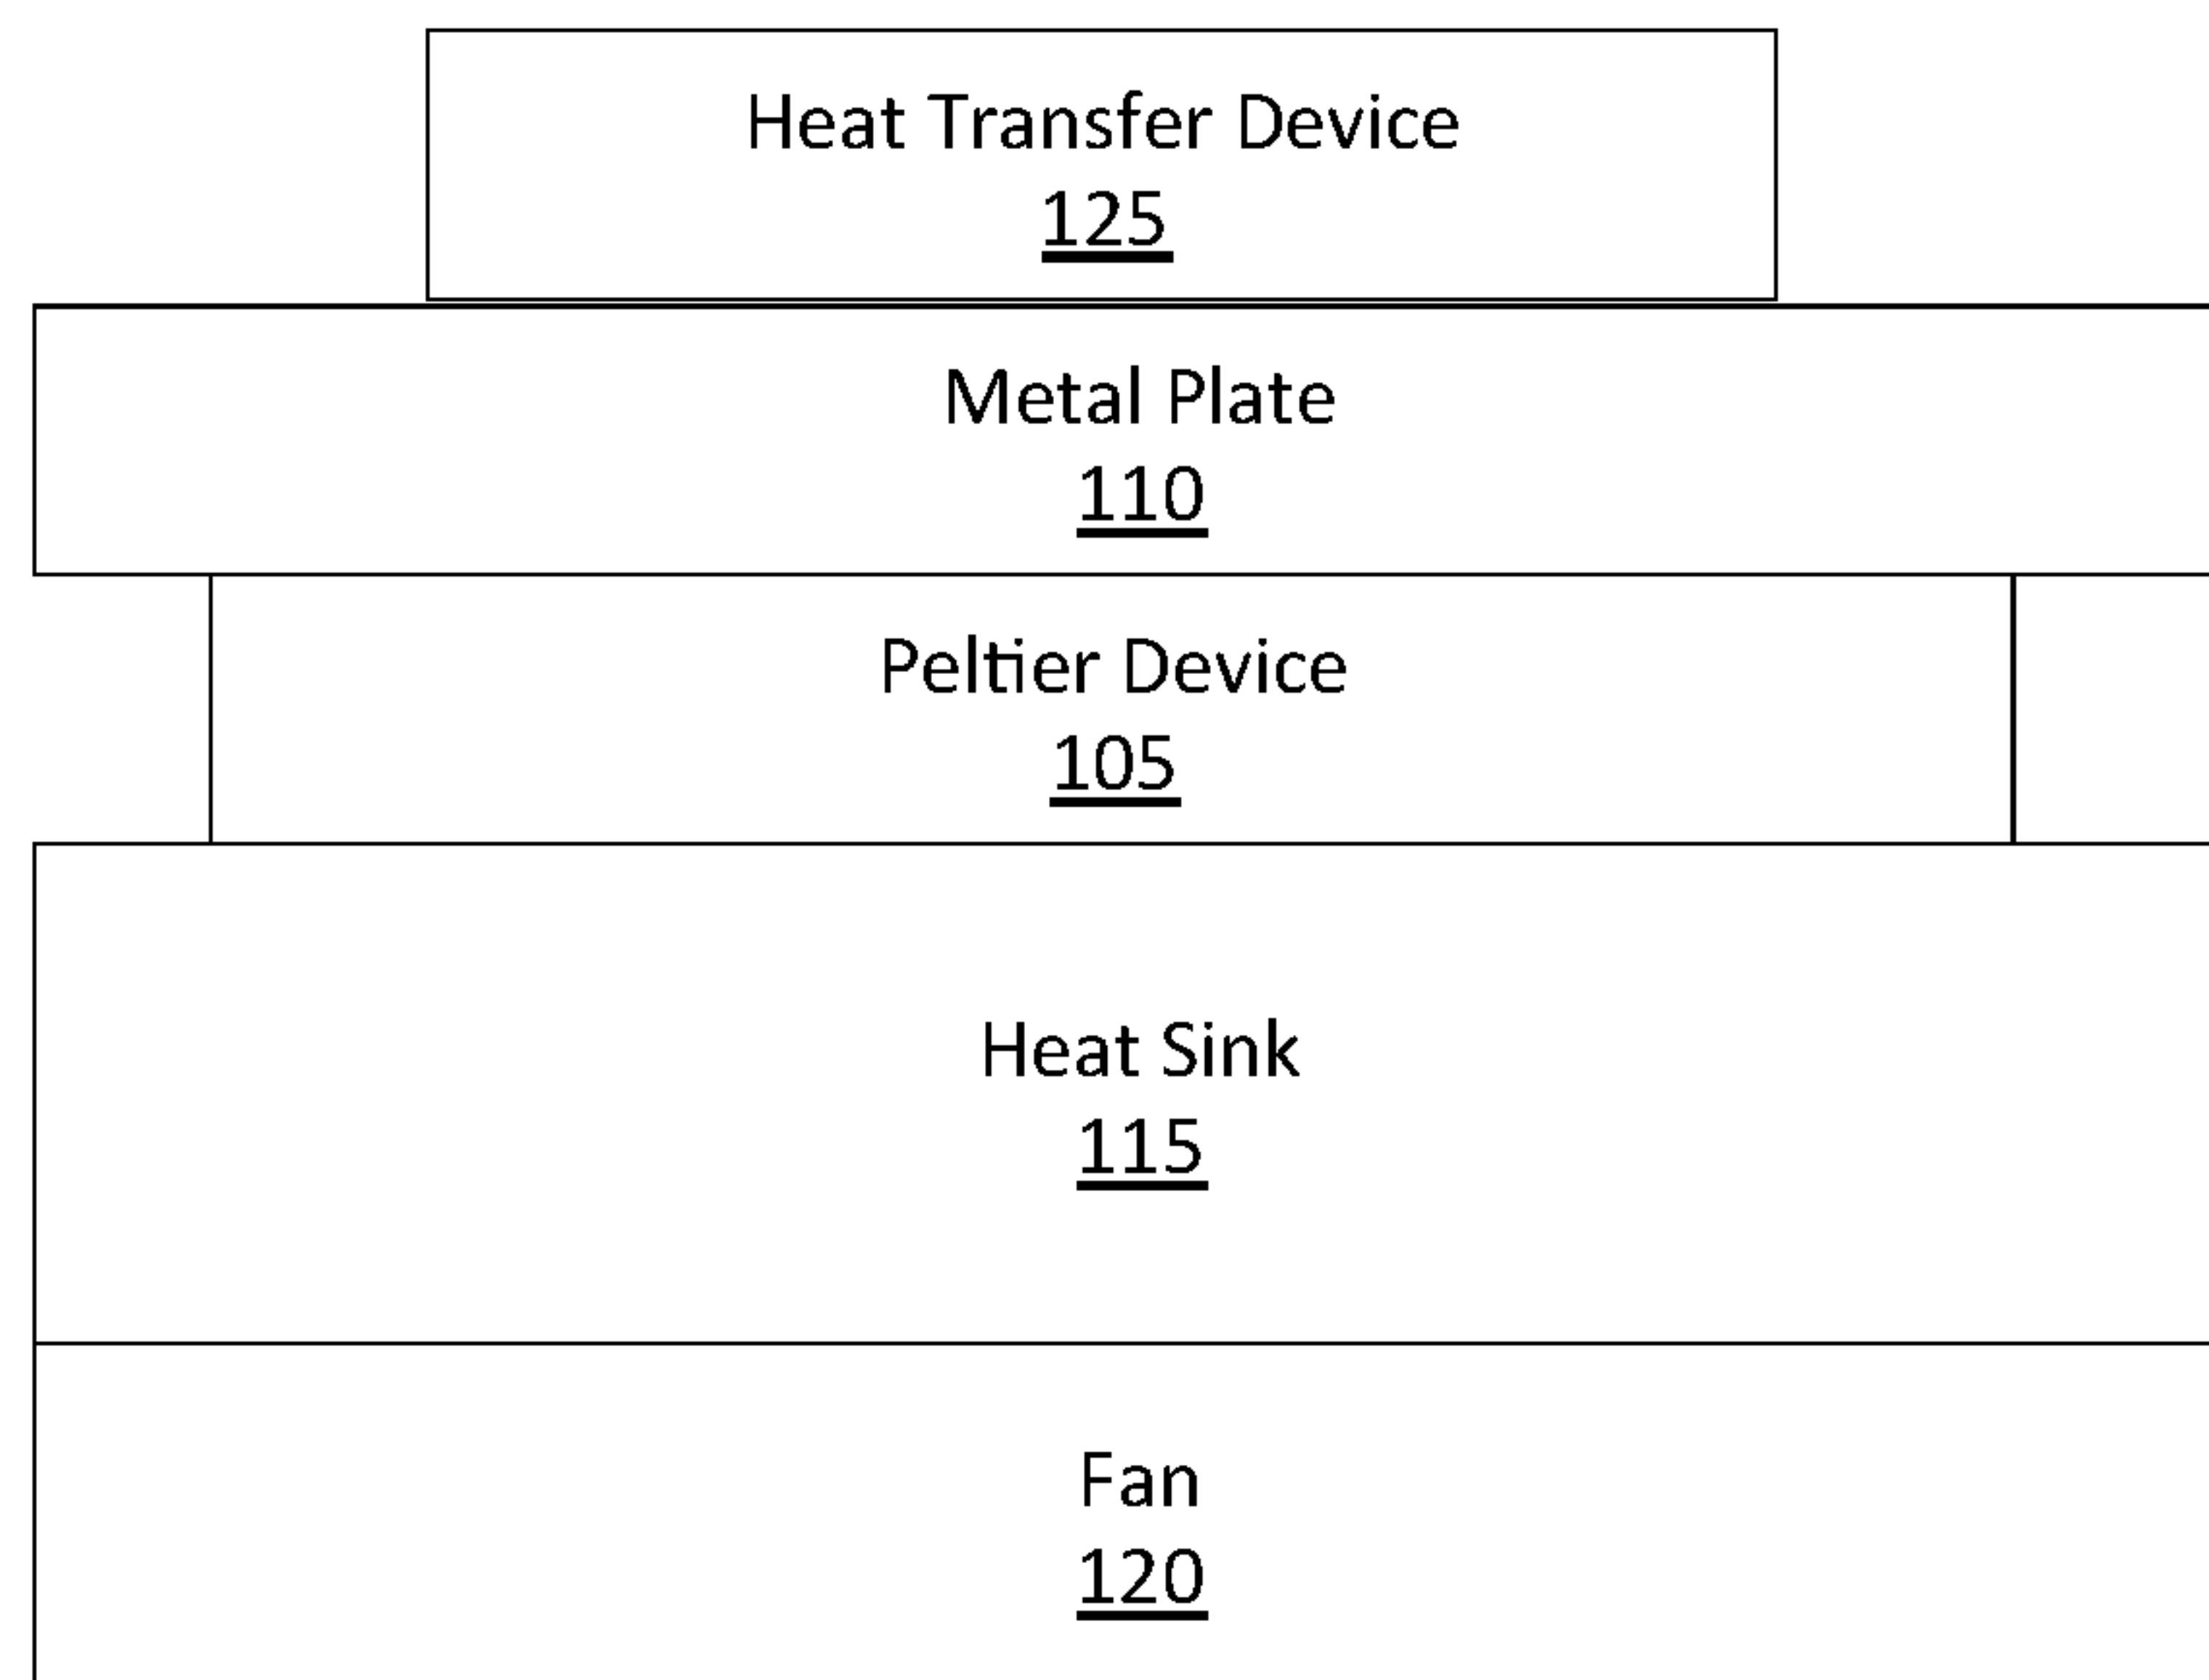 Heat Transfer Device
125
Metal Plate
110
Peltier Device
105
Heat Sink
115
Fan
120